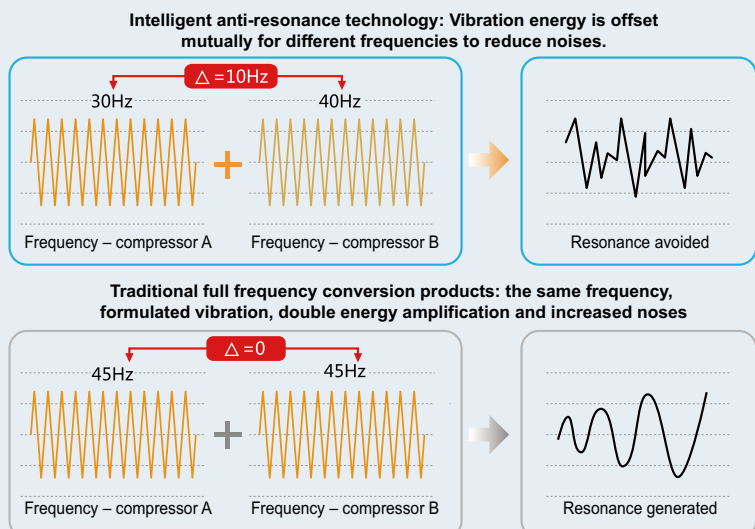 Intelligent anti-resonance technology: Vibration energy is offset
mutually for different frequencies to reduce noises.
△=10Hz
30Hz
40Hz
Frequency – compressor A
Frequency – compressor B
Resonance avoided
Traditional full frequency conversion products: the same frequency,
formulated vibration, double energy amplification and increased noses
△=0
45Hz
45Hz
Frequency – compressor A
Frequency – compressor B
Resonance generated